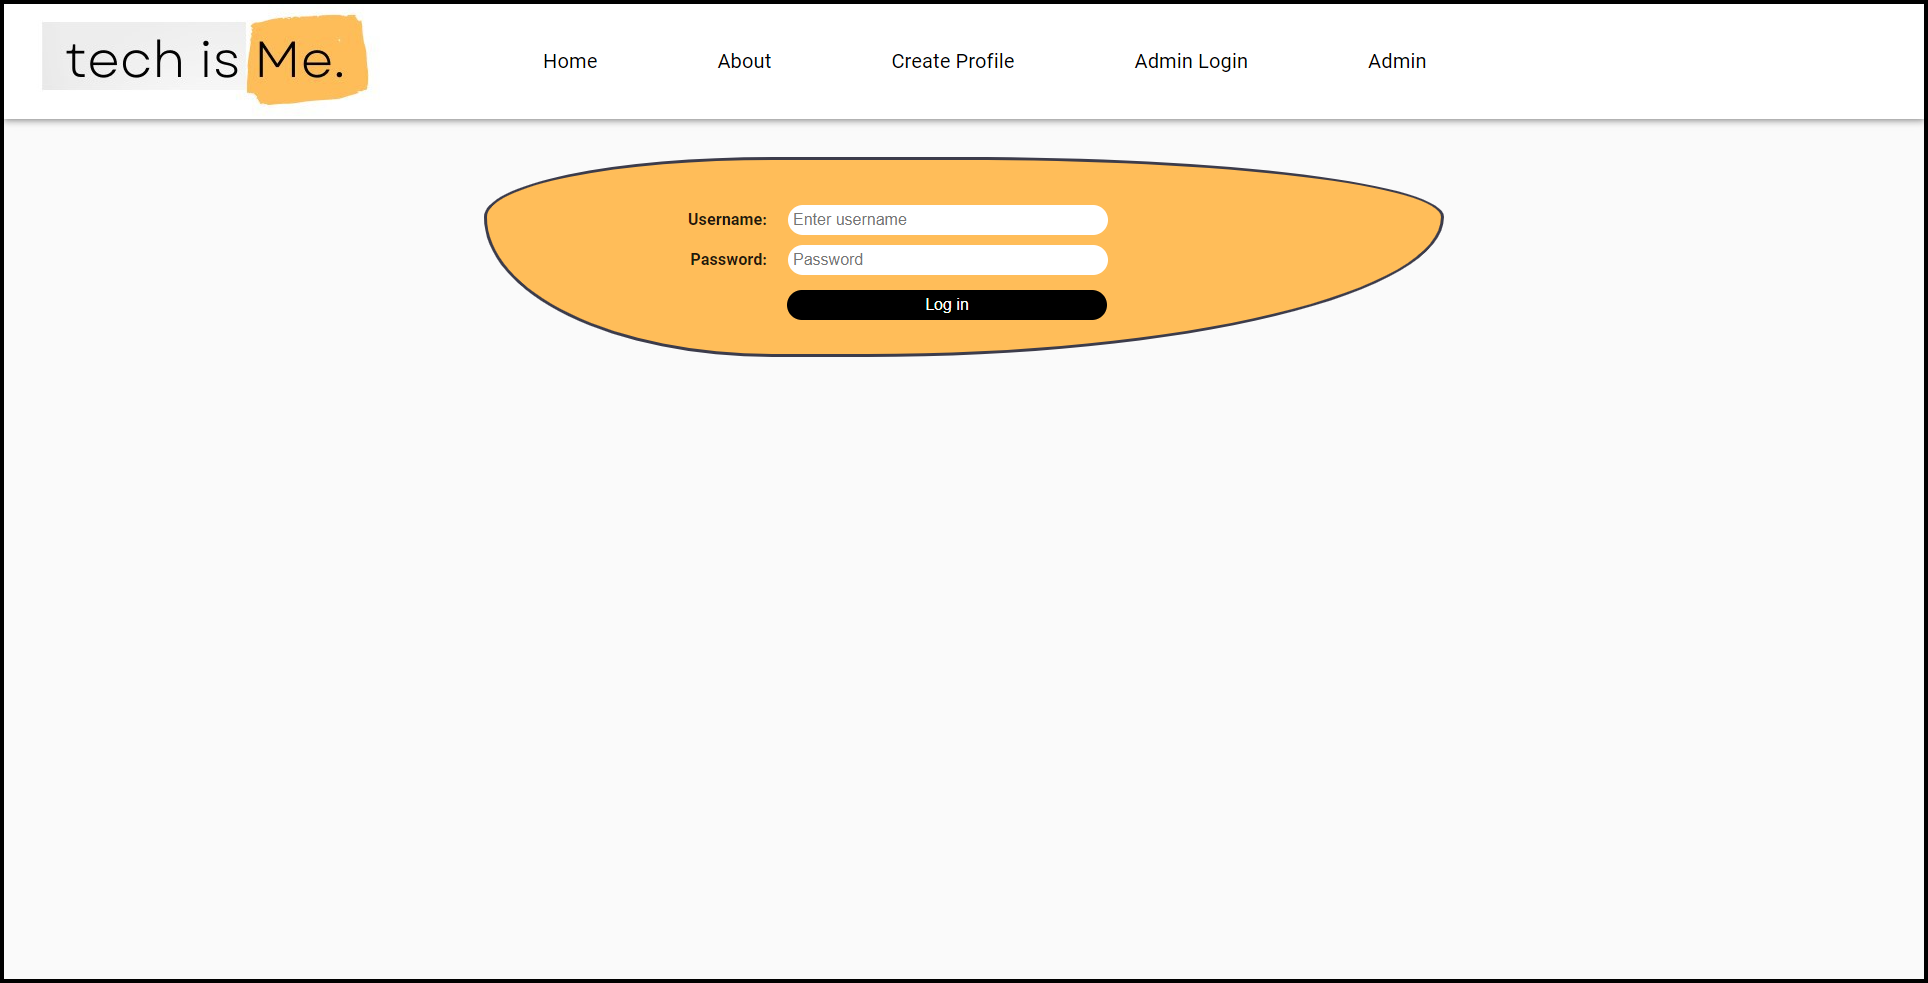 tech is Me.
Home About Create Profile Admin Login Admin
Username: Enter username
Password: Password
Log in